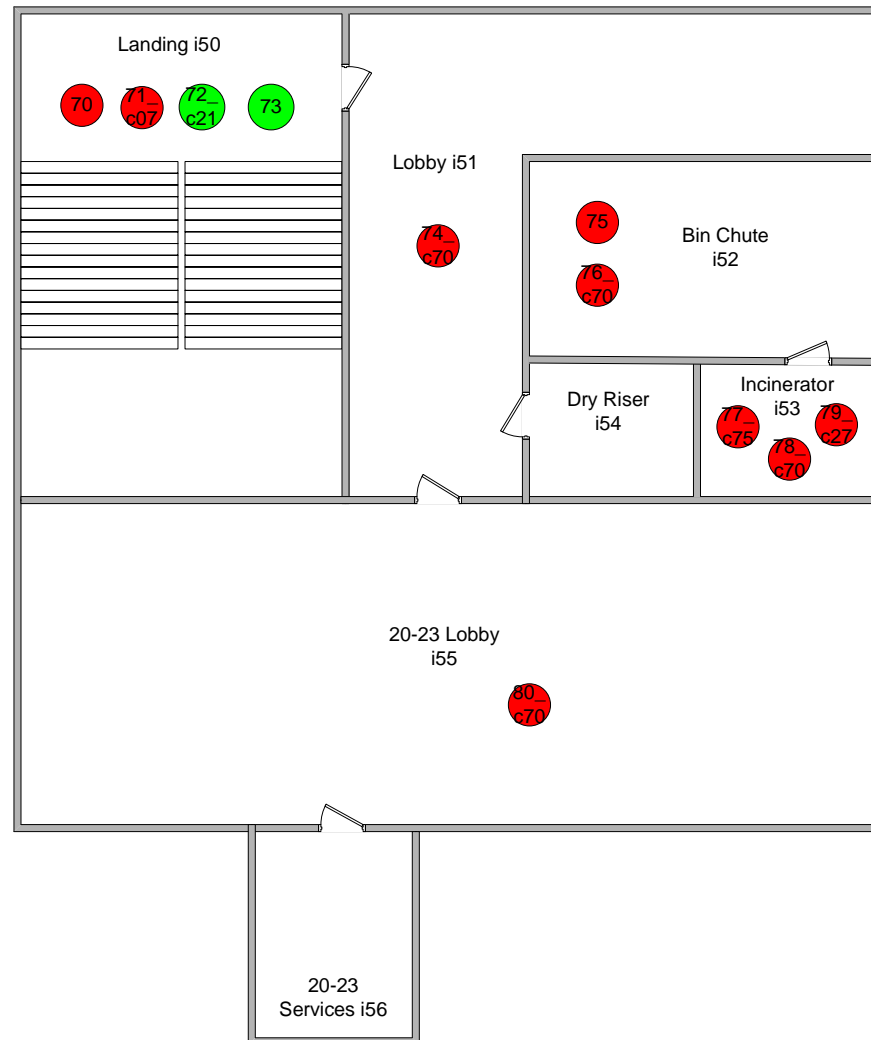 Landing i50
70
71_
c07
72_
c21
73
Lobby i51
74_
c70
75
76_
c70
Bin Chute
i52
Dry Riser
i54
Incinerator
i53
77_
c75
78_
c70
79_
c27
20-23 Lobby
i55
80_
c70
20-23
Services i56